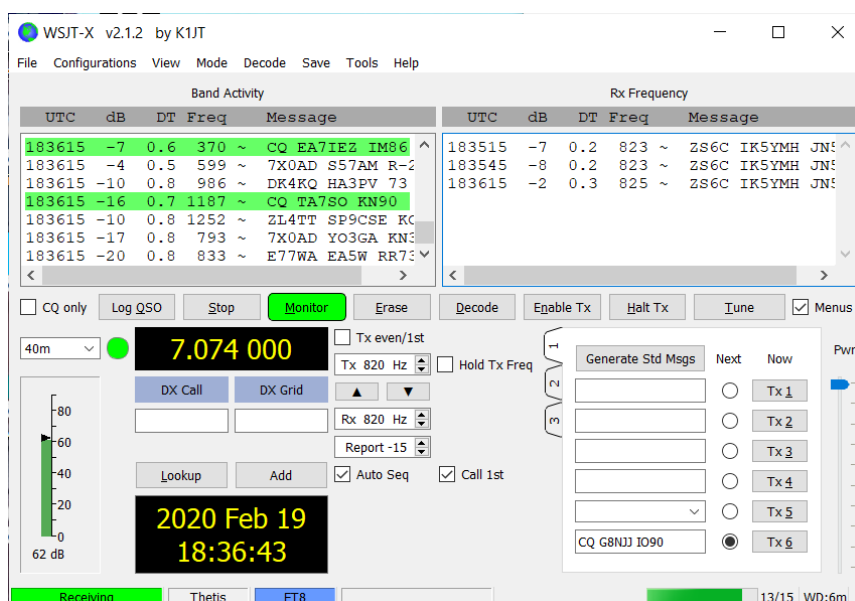 WSJT-X v2.1.2 by K1JT
File Configurations View Mode Decode Save Tools Help
Band Activity
UTC dB DT Freq Message
183615 -7 0.6 370 ~ CQ EA7IEZ IM86
183615 -4 0.5 599 ~ 7X0AD S57AM R-2
183615 -10 0.8 986 ~ DK4KQ HA3PV 73
183615 -16 0.7 1187 ~ CQ TA7SO KN90
183615 -10 0.8 1252 ~ ZL4TT SP9CSE KO
183615 -17 0.8 793 ~ 7X0AD YO3GA KN3
183615 -20 0.8 833 ~ E77WA EA5W RR73
Rx Frequency
UTC dB DT Freq Message
183515 -7 0.2 823 ~ ZS6C IK5YMH JN5
183545 -8 0.2 823 ~ ZS6C IK5YMH JN5
183615 -2 0.3 825 ~ ZS6C IK5YMH JN5
CQ only Log QSO Stop Monitor Erase Decode Enable Tx Halt Tx Tune Menus
40m
7.074 000
Tx even/1st
Tx 820 Hz
Hold Tx Freq
DX Call DX Grid
Rx 820 Hz
Report -15
Lookup Add
Auto Seq
Call 1st
2020 Feb 19
18:36:43
-80
-60
-40
-20
-0
62 dB
1
2
3
Generate Std Msgs Next Now
Tx 1
Tx 2
Tx 3
Tx 4
Tx 5
CQ G8NJJ IO90 Tx 6
Pwr
Receiving Thetis FT8 13/15 WD:6m